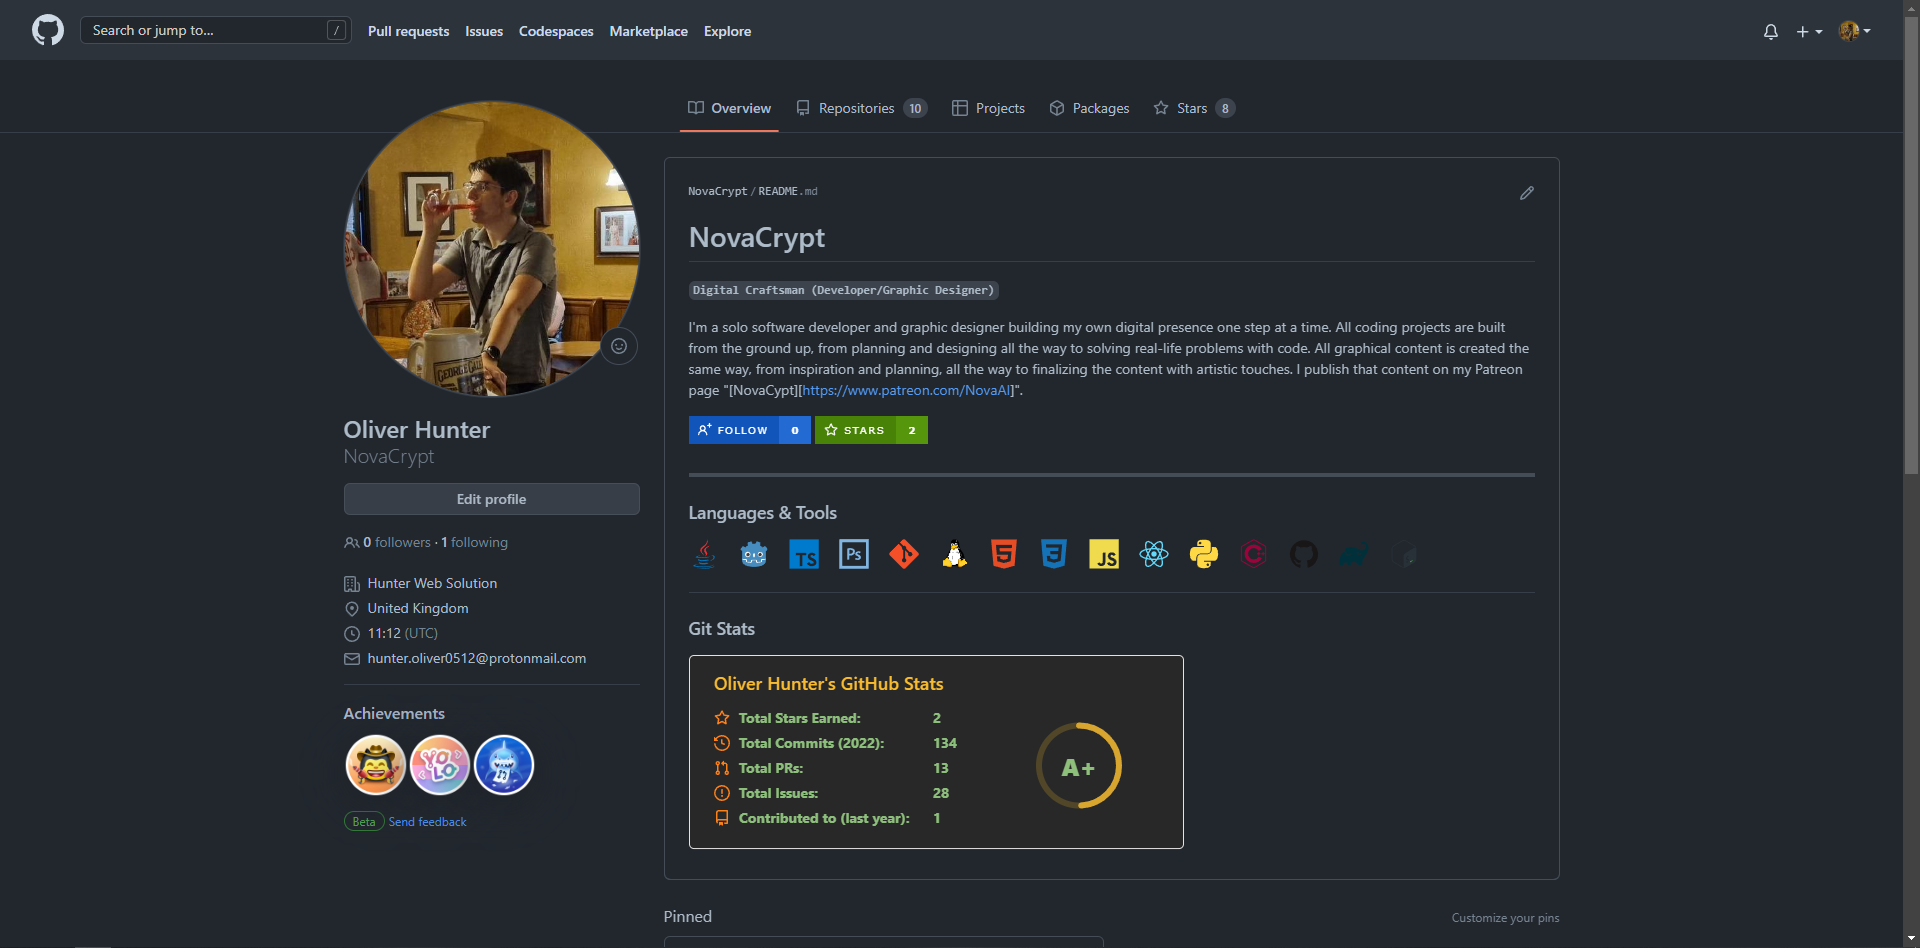 Search or jump to...
/
Pull requests
Issues
Codespaces
Marketplace
Explore
Overview
Repositories 10
Projects
Packages
Stars 8
Oliver Hunter
NovaCrypt
Edit profile
0 followers · 1 following
Hunter Web Solution
United Kingdom
11:12 (UTC)
hunter.oliver0512@protonmail.com
Achievements
YOLO
Beta Send feedback
NovaCrypt / README.md
NovaCrypt
Digital Craftsman (Developer/Graphic Designer)
I'm a solo software developer and graphic designer building my own digital presence one step at a time. All coding projects are built
from the ground up, from planning and designing all the way to solving real-life problems with code. All graphical content is created the
same way, from inspiration and planning, all the way to finalizing the content with artistic touches. I publish that content on my Patreon
page "[NovaCypt][https://www.patreon.com/NovaAI]".
FOLLOW 0
STARS 2
Languages & Tools
TS
Ps
5
3
JS
C
Git Stats
Oliver Hunter's GitHub Stats
Total Stars Earned: 2
Total Commits (2022): 134
Total PRs: 13
Total Issues: 28
Contributed to (last year): 1
A+
Pinned
Customize your pins